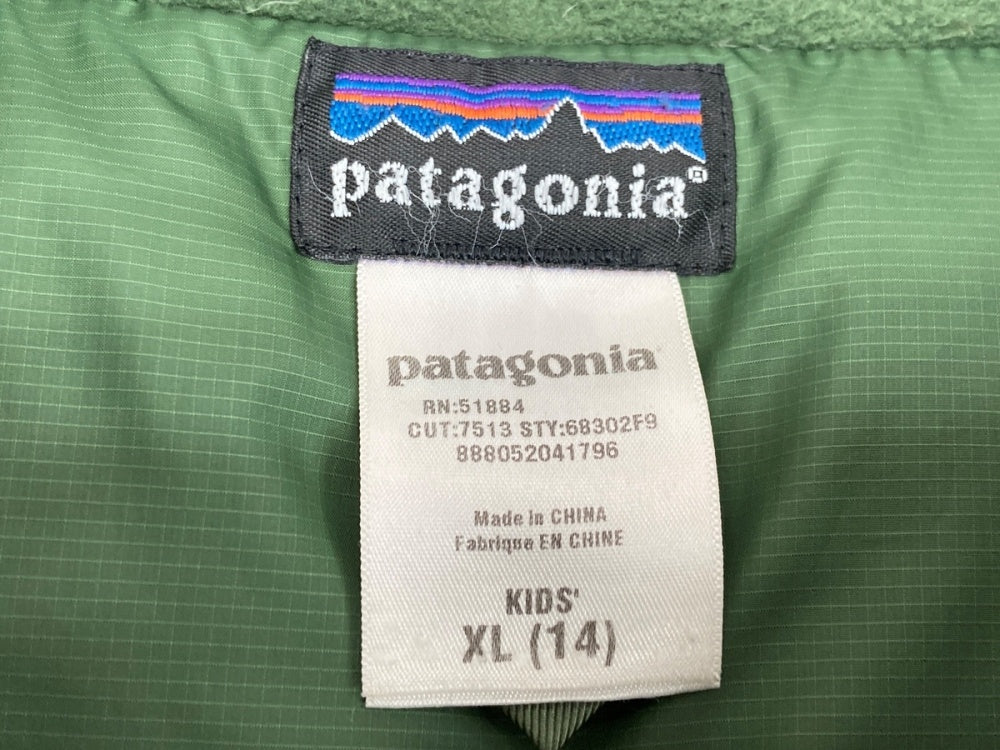 patagonia®
patagonia
RN:51884
CUT:7513 STY:68302F9
888052041796
Made in CHINA
Fabriqué EN CHINE
KIDS'
XL (14)